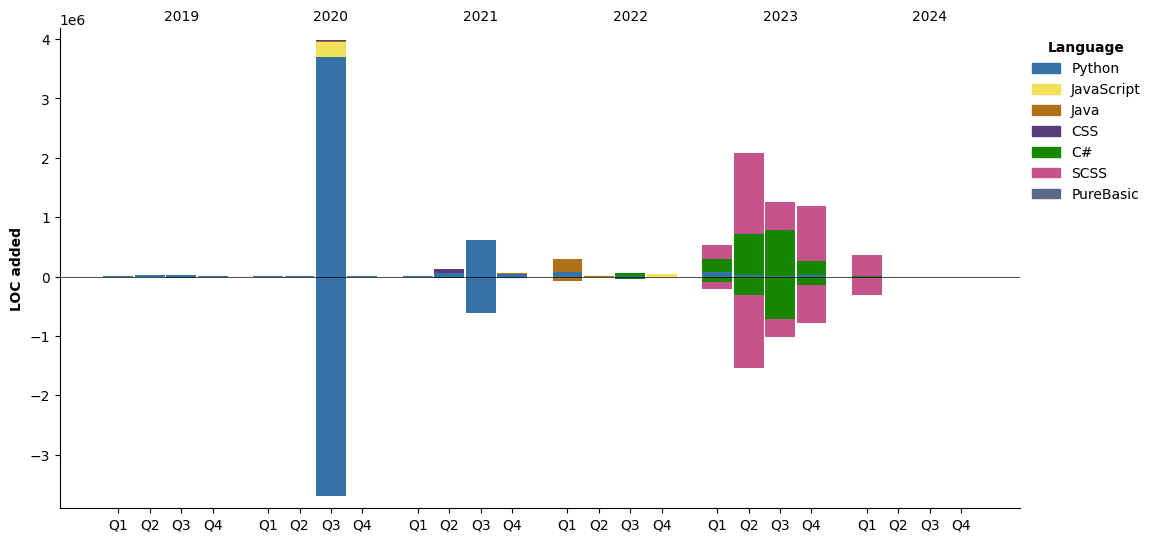 1e6
2019 2020 2021 2022 2023 2024
4
3
2
1
0
−1
−2
−3
LOC added
Q1 Q2 Q3 Q4 Q1 Q2 Q3 Q4 Q1 Q2 Q3 Q4 Q1 Q2 Q3 Q4 Q1 Q2 Q3 Q4 Q1 Q2 Q3 Q4
Language
Python
JavaScript
Java
CSS
C#
SCSS
PureBasic